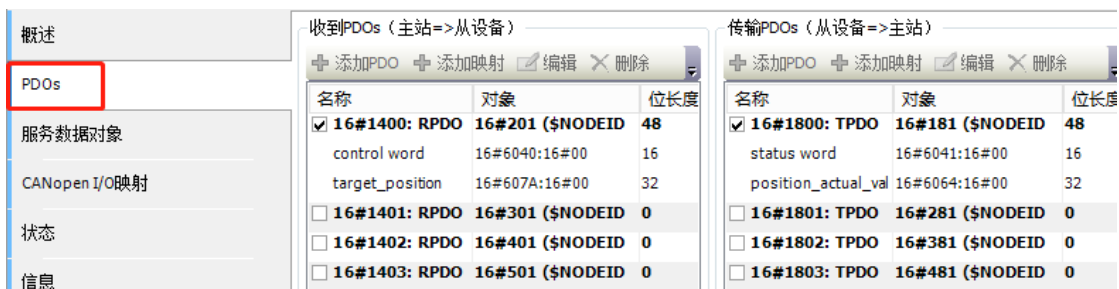 概述
PDOs
服务数据对象
CANopen I/O映射
状态
信息
收到PDOs（主站=>从设备）
添加PDO 添加映射 编辑 删除
名称 对象 位长度
16#1400: RPDO 16#201 ($NODEID 48
control word 16#6040:16#00 16
target_position 16#607A:16#00 32
16#1401: RPDO 16#301 ($NODEID 0
16#1402: RPDO 16#401 ($NODEID 0
16#1403: RPDO 16#501 ($NODEID 0
传输PDOs（从设备=>主站）
添加PDO 添加映射 编辑 删除
名称 对象 位长度
16#1800: TPDO 16#181 ($NODEID 48
status word 16#6041:16#00 16
position_actual_val 16#6064:16#00 32
16#1801: TPDO 16#281 ($NODEID 0
16#1802: TPDO 16#381 ($NODEID 0
16#1803: TPDO 16#481 ($NODEID 0